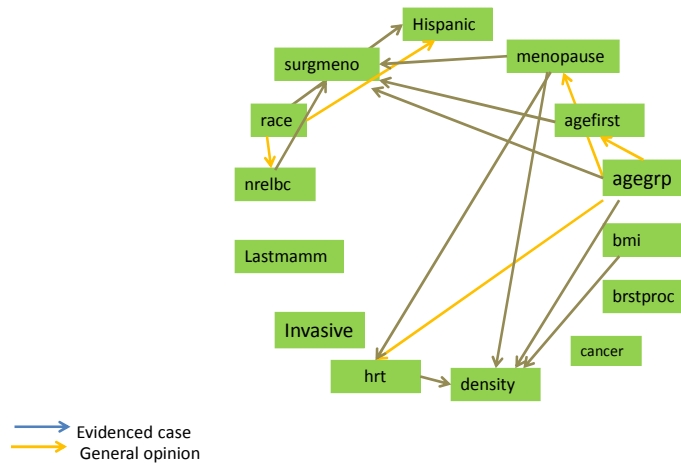 Hispanic
surgmeno
menopause
race
agefirst
nrelbc
agegrp
bmi
Lastmamm
brstproc
Invasive
cancer
hrt
density
Evidenced case
General opinion